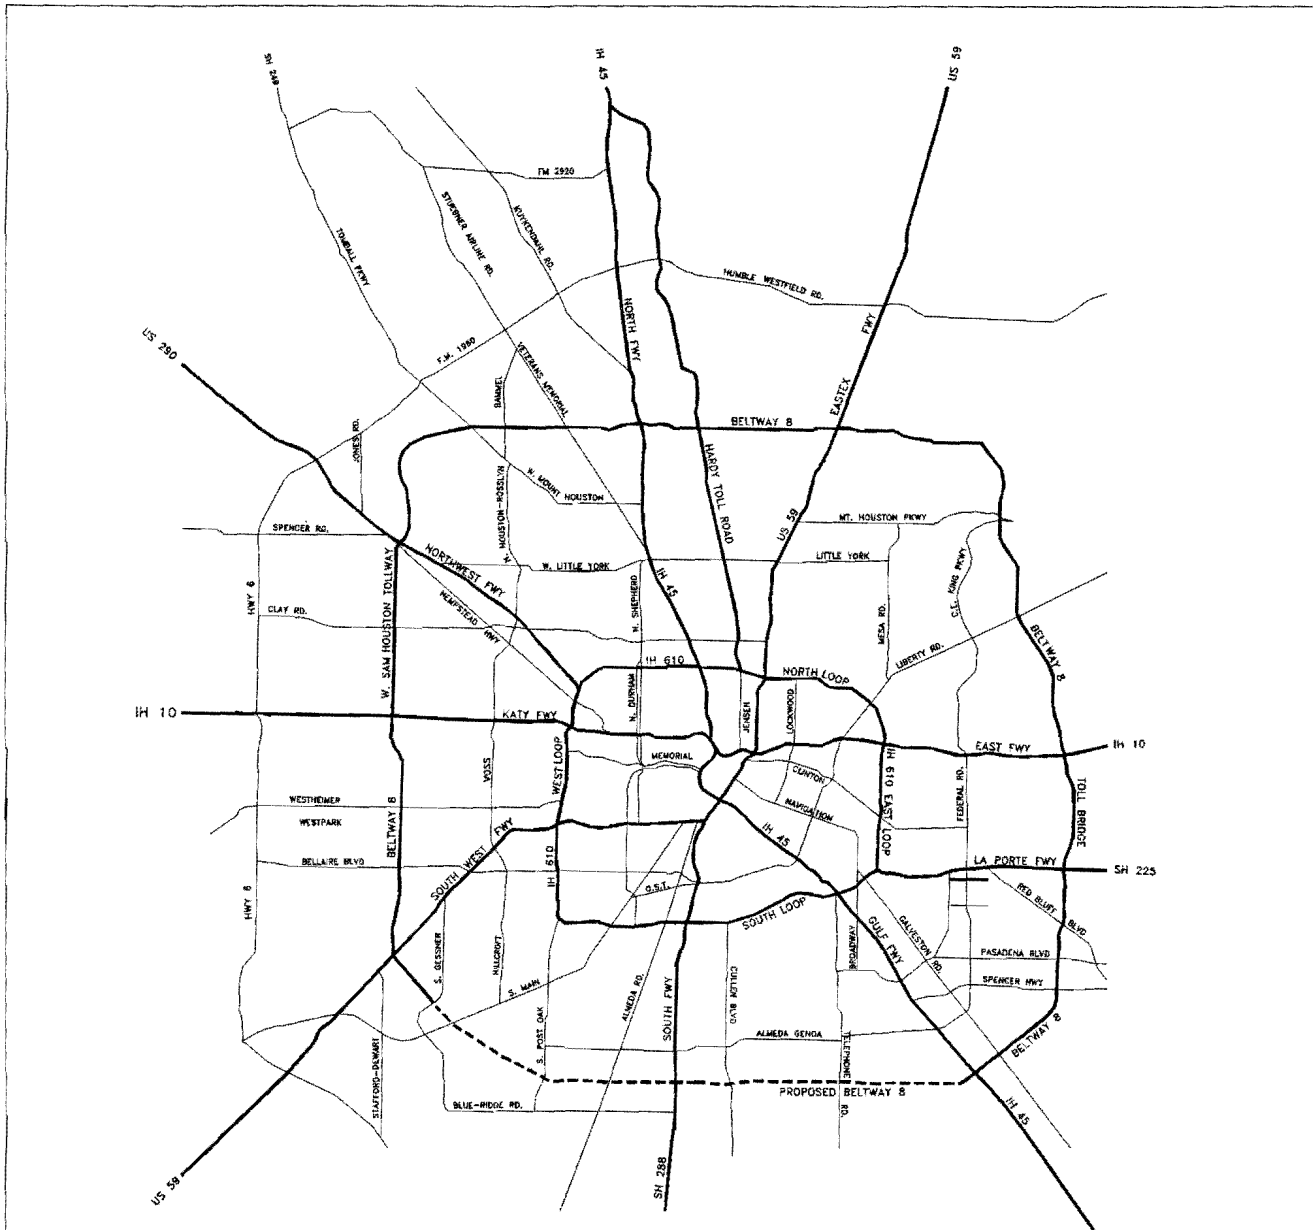 SH 249
IH 45
US 59
FM 2920
STUEBNER AIRLINE RD.
KUYKENDAHL RD.
TOMBALL PKWY
HUMBLE WESTFIELD RD.
NORTH FWY
EASTEX FWY
US 290
F.M. 1960
VETERANS MEMORIAL
BAMMEL
JONES RD.
BELTWAY 8
HARDY TOLL ROAD
W. MOUNT HOUSTON
N. HOUSTON-ROSSLYN
US 59
MT. HOUSTON PKWY
SPENCER RD.
NORTHWEST FWY
W. LITTLE YORK
LITTLE YORK
IH 45
C.E. KING PKWY
HWY 6
CLAY RD.
W. SAM HOUSTON TOLLWAY
HEMPSTEAD HWY
N. SHEPHERD
MESA RD.
LIBERTY RD.
BELTWAY 8
IH 610
NORTH LOOP
N. DURHAM
JENSEN
LOCKWOOD
IH 10
KATY FWY
EAST FWY
IH 10
VOSS
WEST LOOP
MEMORIAL
CLINTON
IH 610 EAST LOOP
FEDERAL RD.
TOLL BRIDGE
WESTHEIMER
WESTPARK
NAVIGATION
BELTWAY 8
SOUTH WEST FWY
IH 45
BELLAIRE BLVD
IH 610
O.S.T.
LA PORTE FWY
SH 225
HWY 6
SOUTH LOOP
GULF FWY
GALVESTON RD.
RED BLUFF BLVD
S. GESSNER
HILLCROFT
BROADWAY
PASADENA BLVD
S. MAIN
ALMEDA RD.
SOUTH FWY
CULLEN BLVD
SPENCER HWY
STAFFORD-DEWART
S. POST OAK
ALMEDA GENOA
TELEPHONE RD.
BELTWAY 8
BLUE-RIDGE RD.
PROPOSED BELTWAY 8
IH 45
US 59
SH 288